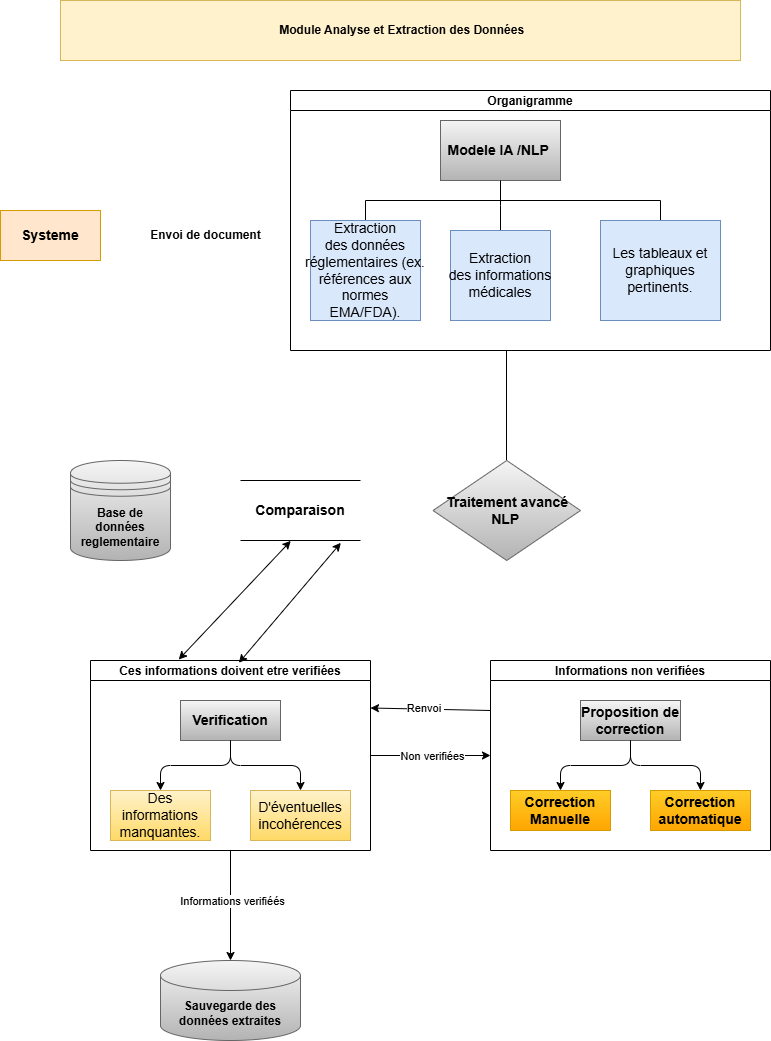 Module Analyse et Extraction des Données
Organigramme
Modele IA /NLP
Systeme
Envoi de document
Extraction
des données
réglementaires (ex.
références aux
normes
EMA/FDA).
Extraction
des informations
médicales
Les tableaux et
graphiques
pertinents.
Base de
données
reglementaire
Comparaison
Traitement avancé
NLP
Ces informations doivent etre verifiées
Verification
Des
informations
manquantes.
D'éventuelles
incohérences
Renvoi
Non verifiées
Informations non verifiées
Proposition de
correction
Correction
Manuelle
Correction
automatique
Informations verifiéés
Sauvegarde des
données extraites